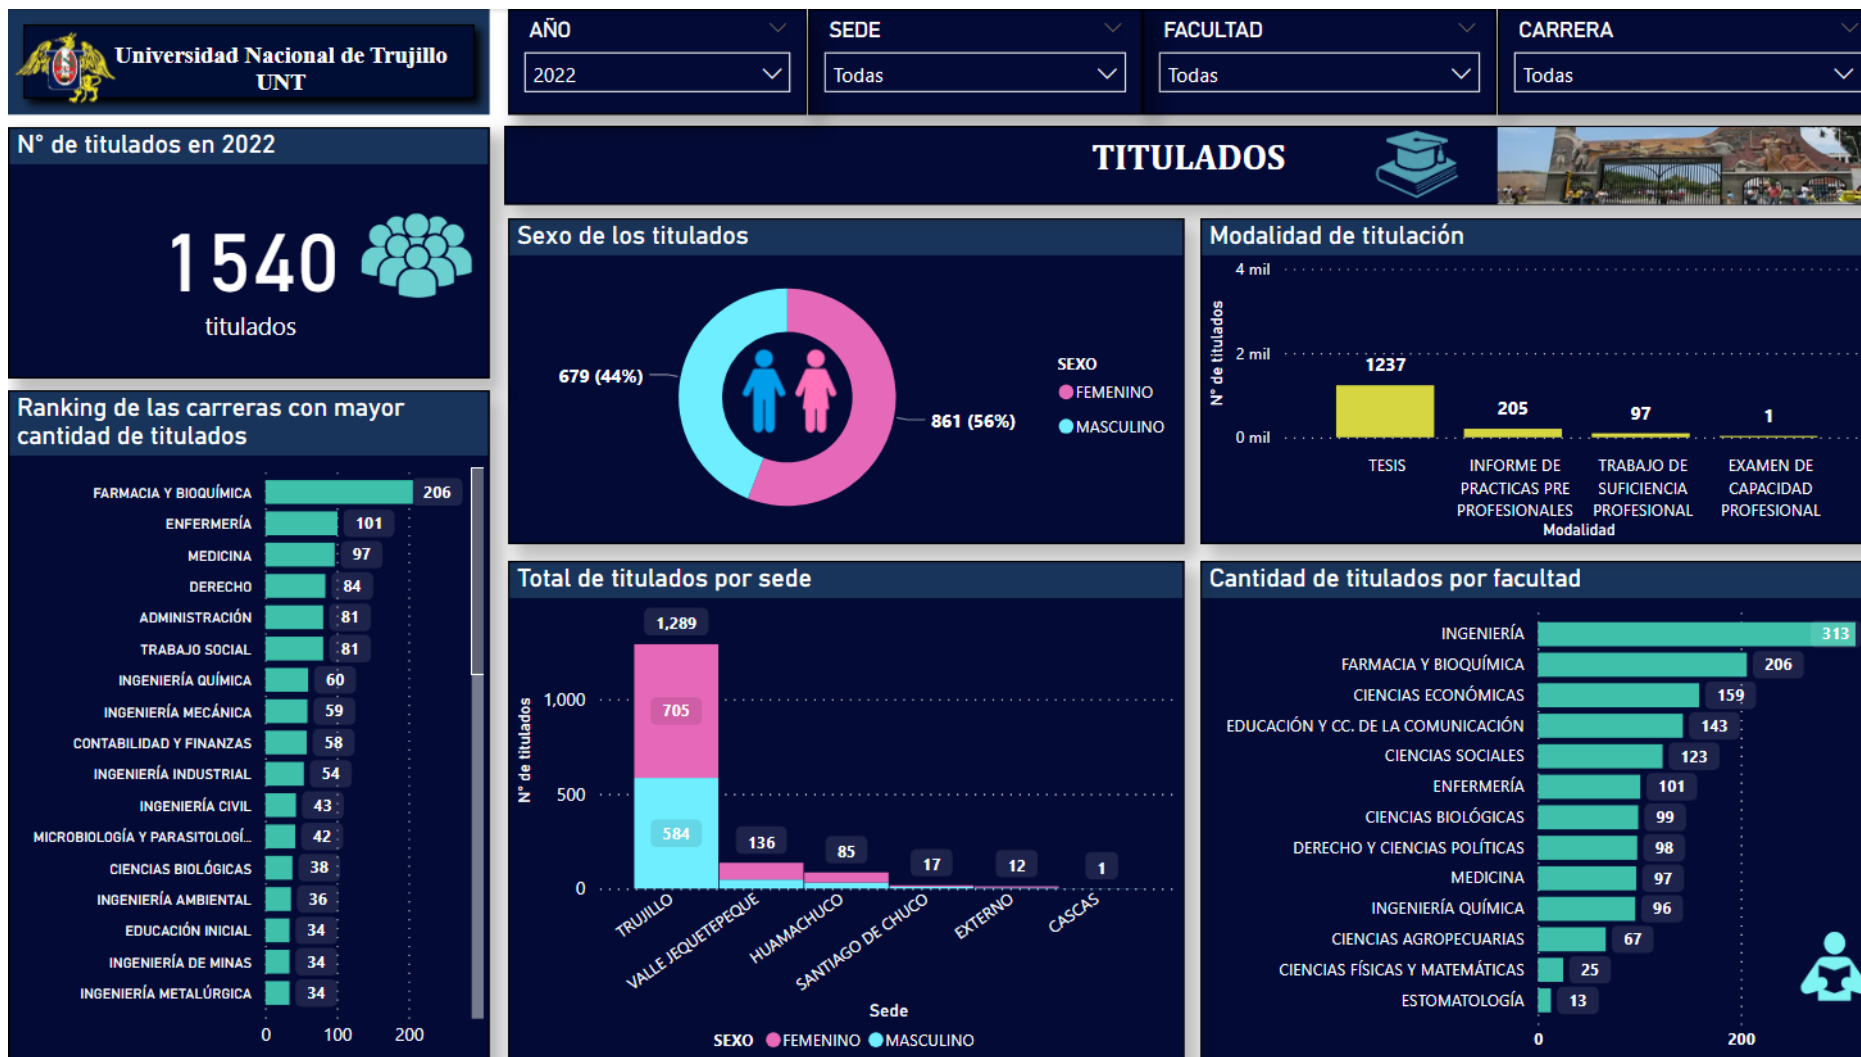 Universidad Nacional de Trujillo
UNT
AÑO
2022
SEDE
Todas
FACULTAD
Todas
CARRERA
Todas
N° de titulados en 2022
1540
titulados
TITULADOS
Ranking de las carreras con mayor
cantidad de titulados
FARMACIA Y BIOQUÍMICA 206
ENFERMERÍA 101
MEDICINA 97
DERECHO 84
ADMINISTRACIÓN 81
TRABAJO SOCIAL 81
INGENIERÍA QUÍMICA 60
INGENIERÍA MECÁNICA 59
CONTABILIDAD Y FINANZAS 58
INGENIERÍA INDUSTRIAL 54
INGENIERÍA CIVIL 43
MICROBIOLOGÍA Y PARASITOLOGÍ... 42
CIENCIAS BIOLÓGICAS 38
INGENIERÍA AMBIENTAL 36
EDUCACIÓN INICIAL 34
INGENIERÍA DE MINAS 34
INGENIERÍA METALÚRGICA 34
0 100 200
Sexo de los titulados
679 (44%)
861 (56%)
SEXO
FEMENINO
MASCULINO
Modalidad de titulación
N° de titulados
4 mil
2 mil
0 mil
1237
205
97
1
TESIS
INFORME DE
PRACTICAS PRE
PROFESIONALES
TRABAJO DE
SUFICIENCIA
PROFESIONAL
EXAMEN DE
CAPACIDAD
PROFESIONAL
Modalidad
Total de titulados por sede
N° de titulados
1,000
500
0
1,289
705
584
136
85
17
12
1
TRUJILLO
VALLE JEQUETEPEQUE
HUAMACHUCO
SANTIAGO DE CHUCO
EXTERNO
CASCAS
Sede
SEXO FEMENINO MASCULINO
Cantidad de titulados por facultad
INGENIERÍA 313
FARMACIA Y BIOQUÍMICA 206
CIENCIAS ECONÓMICAS 159
EDUCACIÓN Y CC. DE LA COMUNICACIÓN 143
CIENCIAS SOCIALES 123
ENFERMERÍA 101
CIENCIAS BIOLÓGICAS 99
DERECHO Y CIENCIAS POLÍTICAS 98
MEDICINA 97
INGENIERÍA QUÍMICA 96
CIENCIAS AGROPECUARIAS 67
CIENCIAS FÍSICAS Y MATEMÁTICAS 25
ESTOMATOLOGÍA 13
0 200